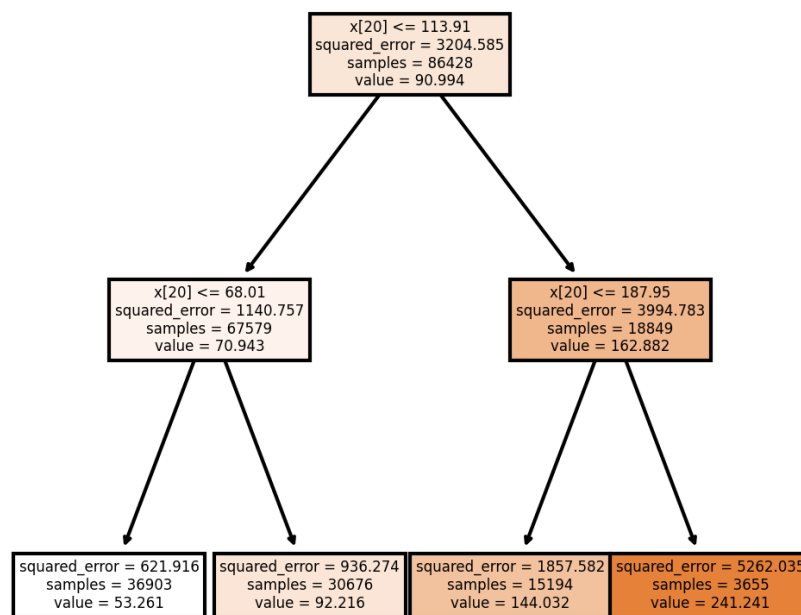 x[20] <= 113.91
squared_error = 3204.585
samples = 86428
value = 90.994
x[20] <= 68.01
squared_error = 1140.757
samples = 67579
value = 70.943
x[20] <= 187.95
squared_error = 3994.783
samples = 18849
value = 162.882
squared_error = 621.916
samples = 36903
value = 53.261
squared_error = 936.274
samples = 30676
value = 92.216
squared_error = 1857.582
samples = 15194
value = 144.032
squared_error = 5262.035
samples = 3655
value = 241.241